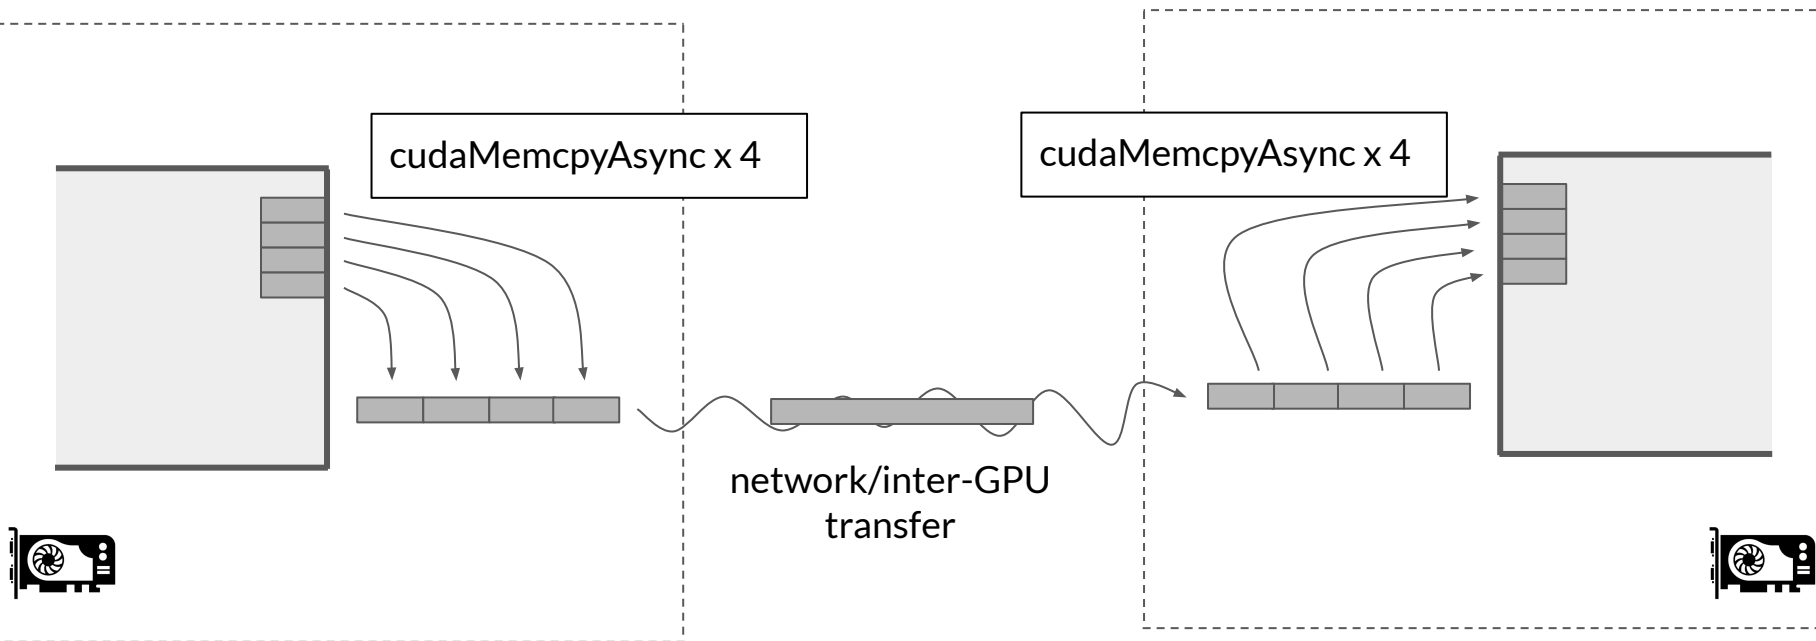 cudaMemcpyAsync x 4
cudaMemcpyAsync x 4
network/inter-GPU
transfer